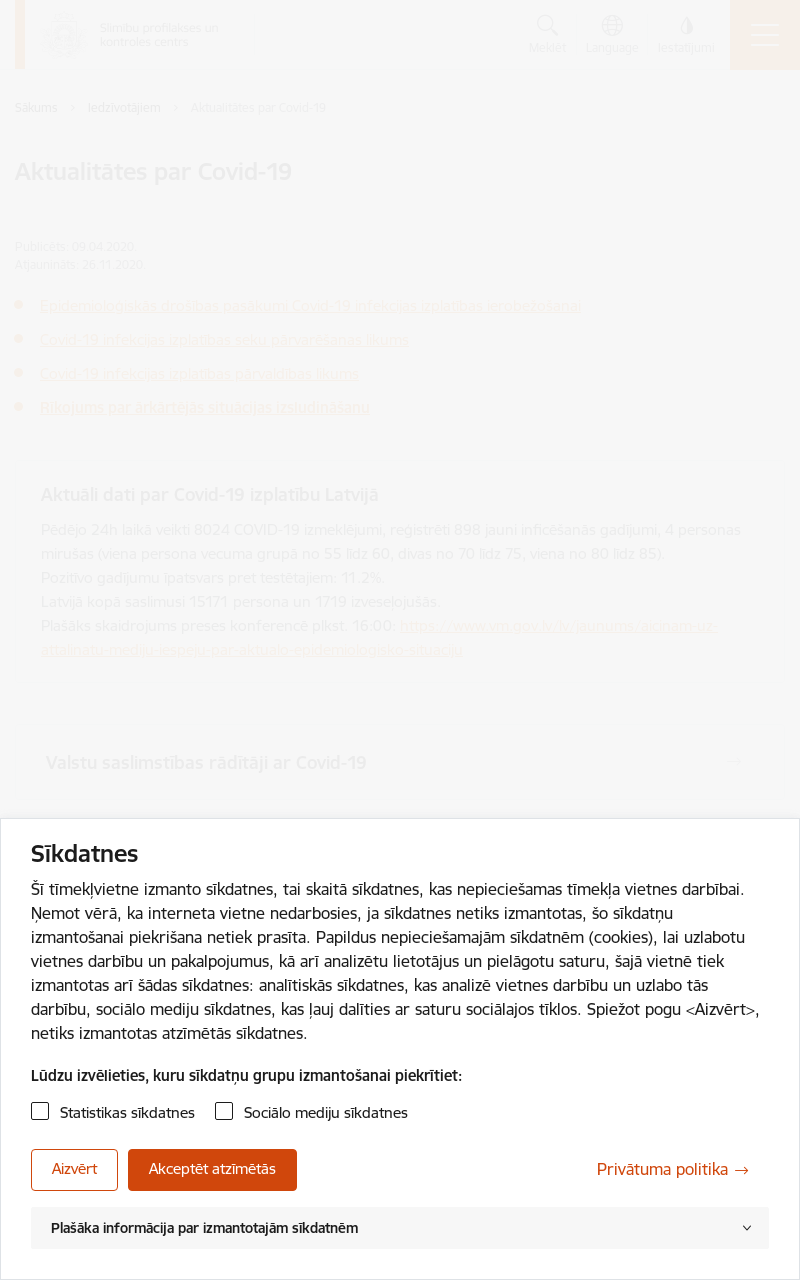 Slimību profilakses un
kontroles centrs
Meklēt Language Iestatījumi
Sākums > Iedzīvotājiem > Aktualitātes par Covid-19
Aktualitātes par Covid-19
Publicēts: 09.04.2020.
Atjaunināts: 26.11.2020.
Epidemioloģiskās drošības pasākumi Covid-19 infekcijas izplatības ierobežošanai
Covid-19 infekcijas izplatības seku pārvarēšanas likums
Covid-19 infekcijas izplatības pārvaldības likums
Rīkojums par ārkārtējās situācijas izsludināšanu
Aktuāli dati par Covid-19 izplatību Latvijā
Pēdējo 24h laikā veikti 8024 COVID-19 izmeklējumi, reģistrēti 898 jauni inficēšanās gadījumi, 4 personas
mirušas (viena persona vecuma grupā no 55 līdz 60, divas no 70 līdz 75, viena no 80 līdz 85).
Pozitīvo gadījumu īpatsvars pret testētajiem: 11.2%.
Latvijā kopā saslimusi 15171 persona un 1719 izveseļojušās.
Plašāks skaidrojums preses konferencē plkst. 16.00: https://www.vm.gov.lv/lv/jaunums/aicinam-uz-
attalinatu-mediju-iespeju-par-aktualo-epidemiologisko-situaciju
Valstu saslimstības rādītāji ar Covid-19 →
Sīkdatnes
Šī tīmekļvietne izmanto sīkdatnes, tai skaitā sīkdatnes, kas nepieciešamas tīmekļa vietnes darbībai.
Ņemot vērā, ka interneta vietne nedarbosies, ja sīkdatnes netiks izmantotas, šo sīkdatņu
izmantošanai piekrišana netiek prasīta. Papildus nepieciešamajām sīkdatnēm (cookies), lai uzlabotu
vietnes darbību un pakalpojumus, kā arī analizētu lietotājus un pielāgotu saturu, šajā vietnē tiek
izmantotas arī šādas sīkdatnes: analītiskās sīkdatnes, kas analizē vietnes darbību un uzlabo tās
darbību, sociālo mediju sīkdatnes, kas ļauj dalīties ar saturu sociālajos tīklos. Spiežot pogu <Aizvērt>,
netiks izmantotas atzīmētās sīkdatnes.
Lūdzu izvēlieties, kuru sīkdatņu grupu izmantošanai piekrītiet:
Statistikas sīkdatnes Sociālo mediju sīkdatnes
Aizvērt Akceptēt atzīmētās Privātuma politika →
Plašāka informācija par izmantotajām sīkdatnēm